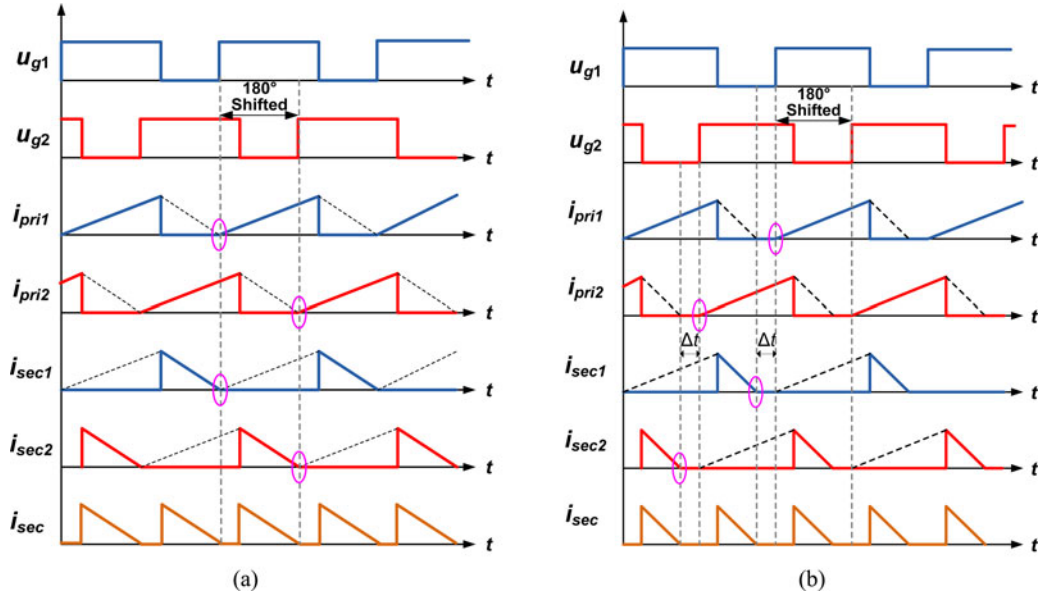 u_g1
t
180°
Shifted
u_g2
t
i_pri1
t
i_pri2
t
i_sec1
t
i_sec2
t
i_sec
t
(a)
u_g1
t
180°
Shifted
u_g2
t
i_pri1
t
i_pri2
t
Δt
Δt
i_sec1
t
i_sec2
t
i_sec
t
(b)